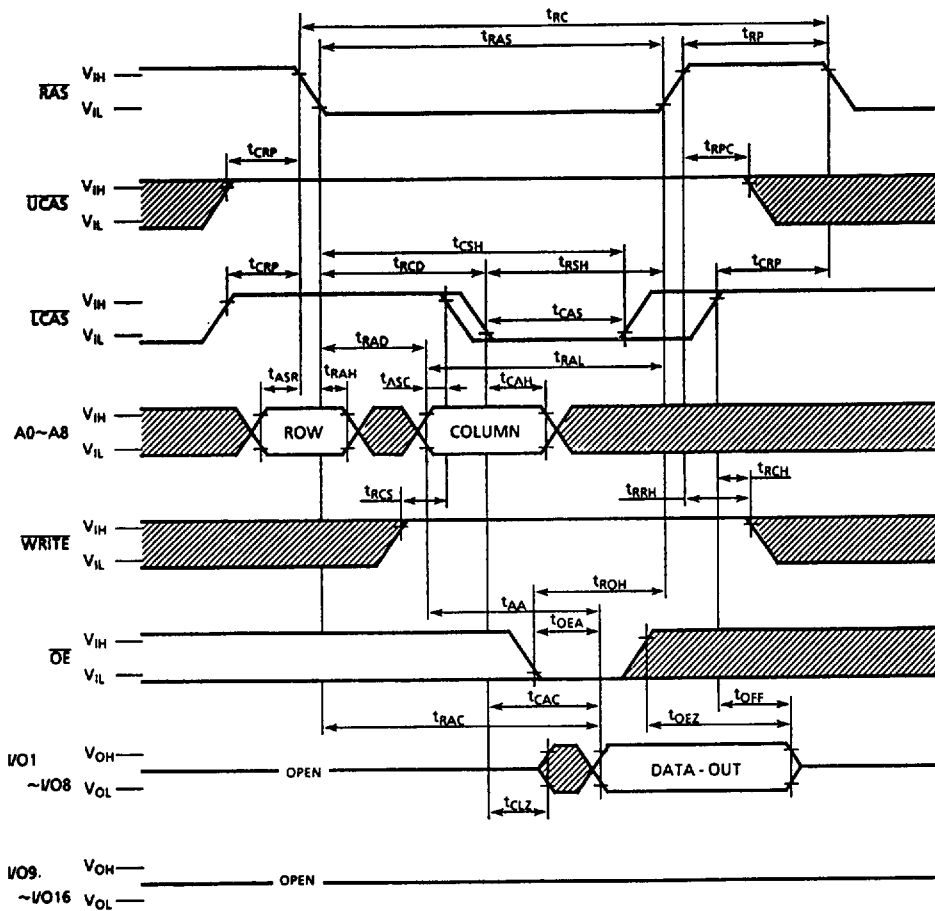 tRC
tRAS
tRP
RAS
VIH
VIL
tCRP
tRPC
UCAS
VIH
VIL
tCSH
tCRP
tRCD
tRSH
tCRP
LCAS
VIH
VIL
tCAS
tRAD
tRAL
tASR
tRAH
tASC
tCAH
A0~A8
VIH
VIL
ROW
COLUMN
tRCH
tRCS
tRRH
WRITE
VIH
VIL
tROH
tAA
tOEA
OE
VIH
VIL
tCAC
tOFF
tRAC
tOEZ
I/O1
~I/O8
VOH
VOL
OPEN
DATA - OUT
tCLZ
I/O9.
~I/O16
VOH
VOL
OPEN